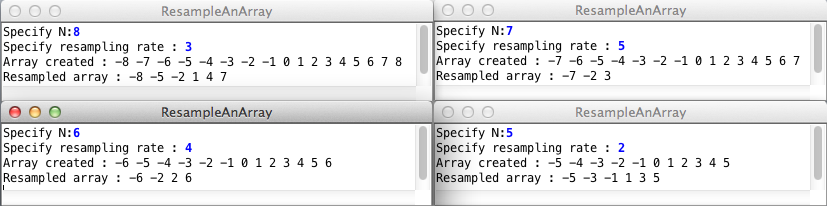 ResampleAnArray
Specify N:8
Specify resampling rate : 3
Array created : -8 -7 -6 -5 -4 -3 -2 -1 0 1 2 3 4 5 6 7 8
Resampled array : -8 -5 -2 1 4 7
ResampleAnArray
Specify N:7
Specify resampling rate : 5
Array created : -7 -6 -5 -4 -3 -2 -1 0 1 2 3 4 5 6 7
Resampled array : -7 -2 3
ResampleAnArray
Specify N:6
Specify resampling rate : 4
Array created : -6 -5 -4 -3 -2 -1 0 1 2 3 4 5 6
Resampled array : -6 -2 2 6
ResampleAnArray
Specify N:5
Specify resampling rate : 2
Array created : -5 -4 -3 -2 -1 0 1 2 3 4 5
Resampled array : -5 -3 -1 1 3 5